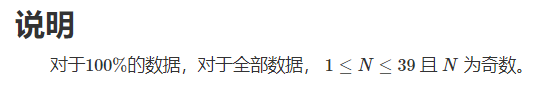 说明
对于100%的数据，对于全部数据， 1 ≤ N ≤ 39 且 N 为奇数。